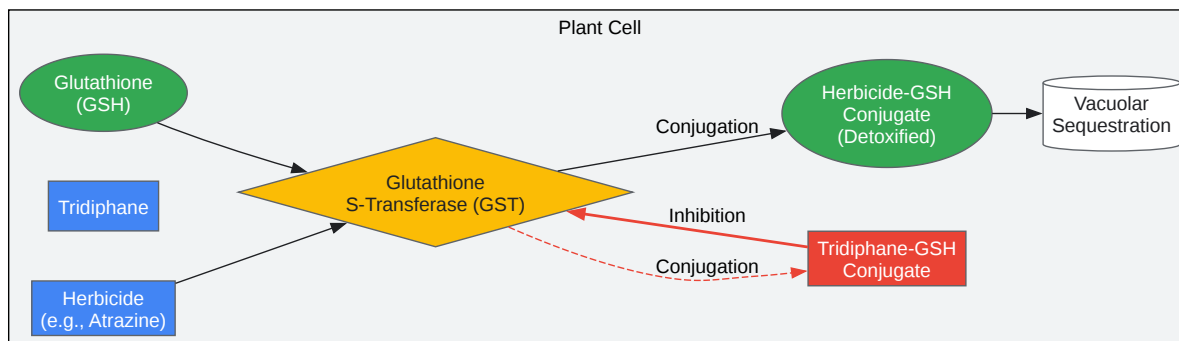 Plant Cell
Glutathione
(GSH)
Tridiphane
Herbicide
(e.g., Atrazine)
Glutathione
S-Transferase (GST)
Conjugation
Inhibition
Conjugation
Herbicide-GSH
Conjugate
(Detoxified)
Tridiphane-GSH
Conjugate
Vacuolar
Sequestration